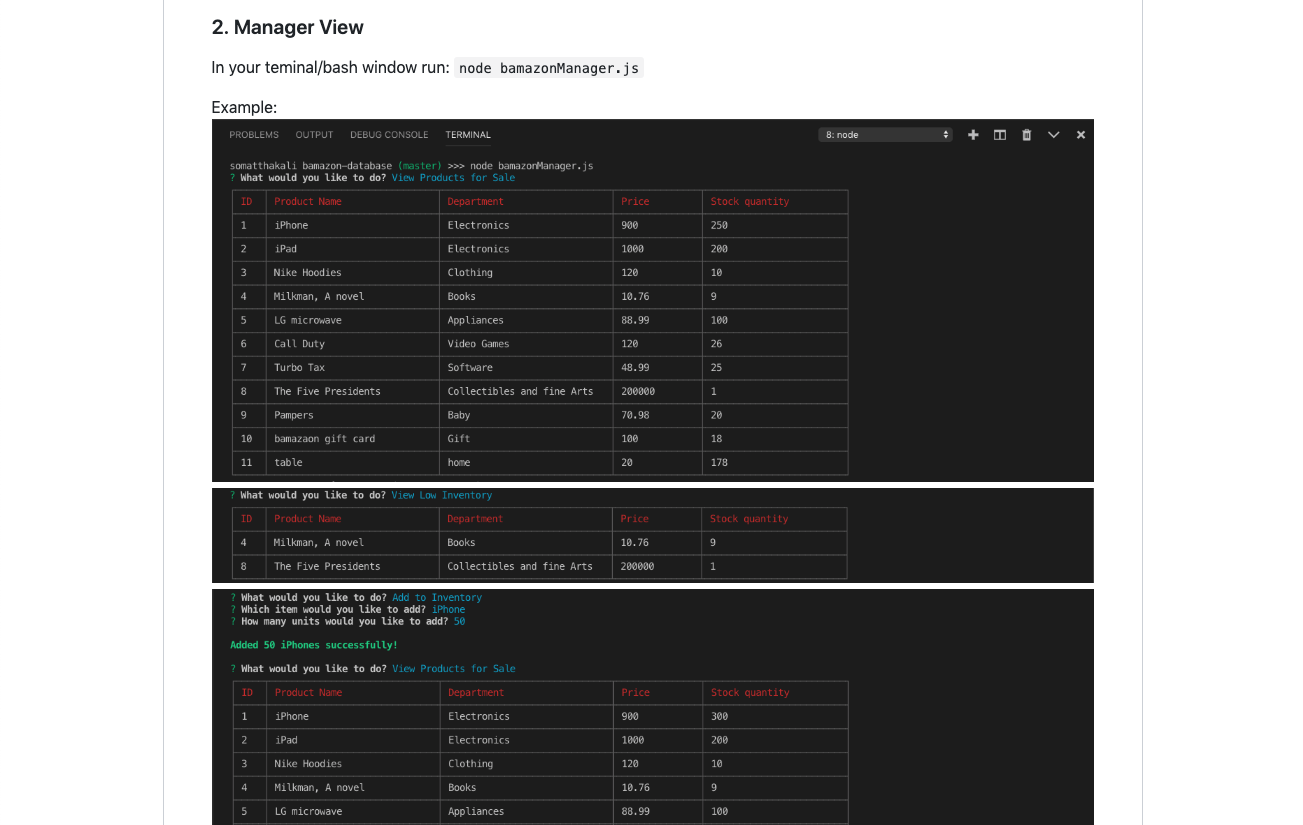 2. Manager View
In your teminal/bash window run: node bamazonManager.js
Example:
PROBLEMS OUTPUT DEBUG CONSOLE TERMINAL 8: node
somatthakali bamazon-database (master) >>> node bamazonManager.js
? What would you like to do? View Products for Sale
ID Product Name Department Price Stock quantity
1 iPhone Electronics 900 250
2 iPad Electronics 1000 200
3 Nike Hoodies Clothing 120 10
4 Milkman, A novel Books 10.76 9
5 LG microwave Appliances 88.99 100
6 Call Duty Video Games 120 26
7 Turbo Tax Software 48.99 25
8 The Five Presidents Collectibles and fine Arts 200000 1
9 Pampers Baby 70.98 20
10 bamazaon gift card Gift 100 18
11 table home 20 178
? What would you like to do? View Low Inventory
ID Product Name Department Price Stock quantity
4 Milkman, A novel Books 10.76 9
8 The Five Presidents Collectibles and fine Arts 200000 1
? What would you like to do? Add to Inventory
? Which item would you like to add? iPhone
? How many units would you like to add? 50
Added 50 iPhones successfully!
? What would you like to do? View Products for Sale
ID Product Name Department Price Stock quantity
1 iPhone Electronics 900 300
2 iPad Electronics 1000 200
3 Nike Hoodies Clothing 120 10
4 Milkman, A novel Books 10.76 9
5 LG microwave Appliances 88.99 100